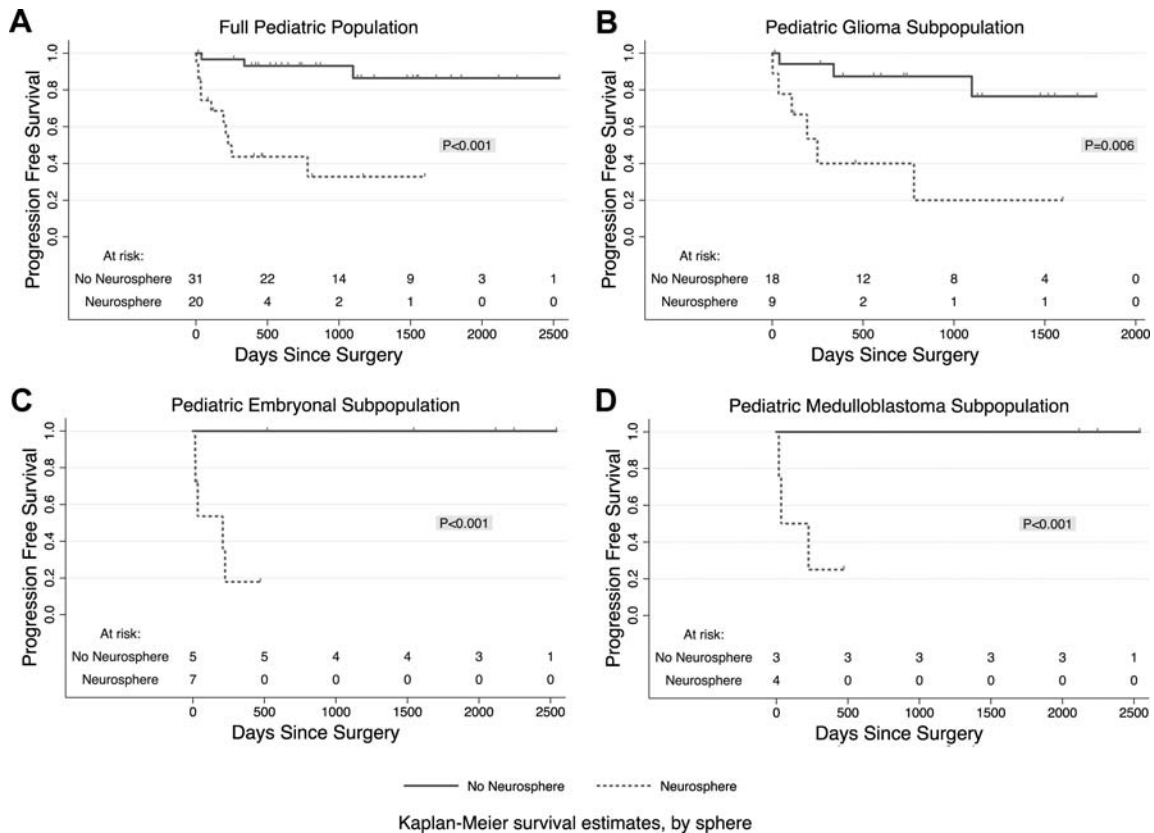 A
Full Pediatric Population
Progression Free Survival
1.0
0.8
0.6
0.4
0.2
0.0
P<0.001
At risk:
No Neurosphere 31 22 14 9 3 1
Neurosphere 20 4 2 1 0 0
0 500 1000 1500 2000 2500
Days Since Surgery
B
Pediatric Glioma Subpopulation
Progression Free Survival
1.0
0.8
0.6
0.4
0.2
0.0
P=0.006
At risk:
No Neurosphere 18 12 8 4 0
Neurosphere 9 2 1 1 0
0 500 1000 1500 2000
Days Since Surgery
C
Pediatric Embryonal Subpopulation
Progression Free Survival
1.0
0.8
0.6
0.4
0.2
0.0
P<0.001
At risk:
No Neurosphere 5 5 4 4 3 1
Neurosphere 7 0 0 0 0 0
0 500 1000 1500 2000 2500
Days Since Surgery
D
Pediatric Medulloblastoma Subpopulation
Progression Free Survival
1.0
0.8
0.6
0.4
0.2
0.0
P<0.001
At risk:
No Neurosphere 3 3 3 3 3 1
Neurosphere 4 0 0 0 0 0
0 500 1000 1500 2000 2500
Days Since Surgery
No Neurosphere Neurosphere
Kaplan-Meier survival estimates, by sphere